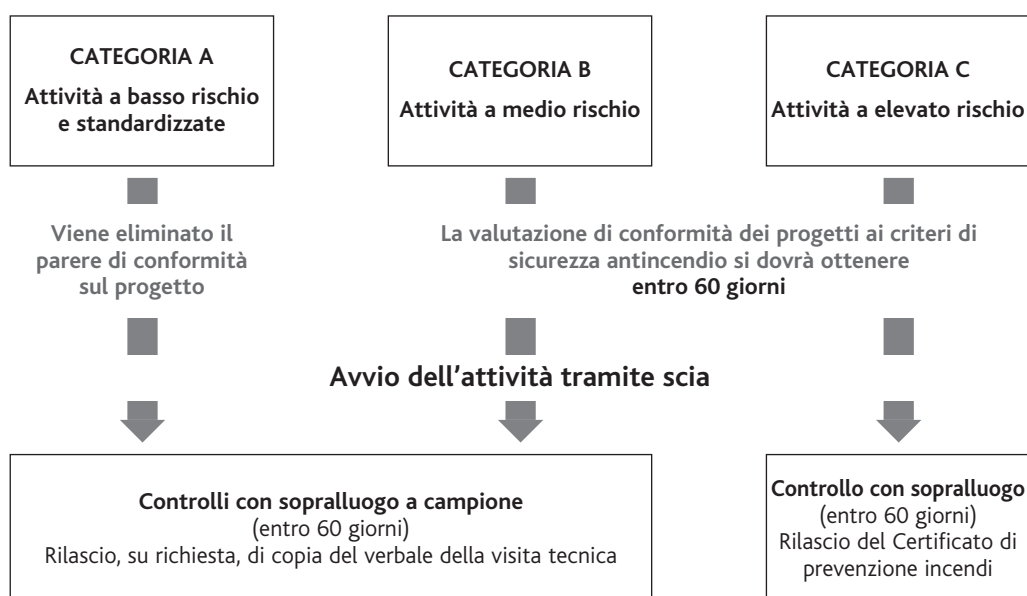 CATEGORIA A
Attività a basso rischio
e standardizzate
CATEGORIA B
Attività a medio rischio
CATEGORIA C
Attività a elevato rischio
Viene eliminato il
parere di conformità
sul progetto
La valutazione di conformità dei progetti ai criteri di
sicurezza antincendio si dovrà ottenere
entro 60 giorni
Avvio dell’attività tramite scia
Controlli con sopralluogo a campione
(entro 60 giorni)
Rilascio, su richiesta, di copia del verbale della visita tecnica
Controllo con sopralluogo
(entro 60 giorni)
Rilascio del Certificato di
prevenzione incendi